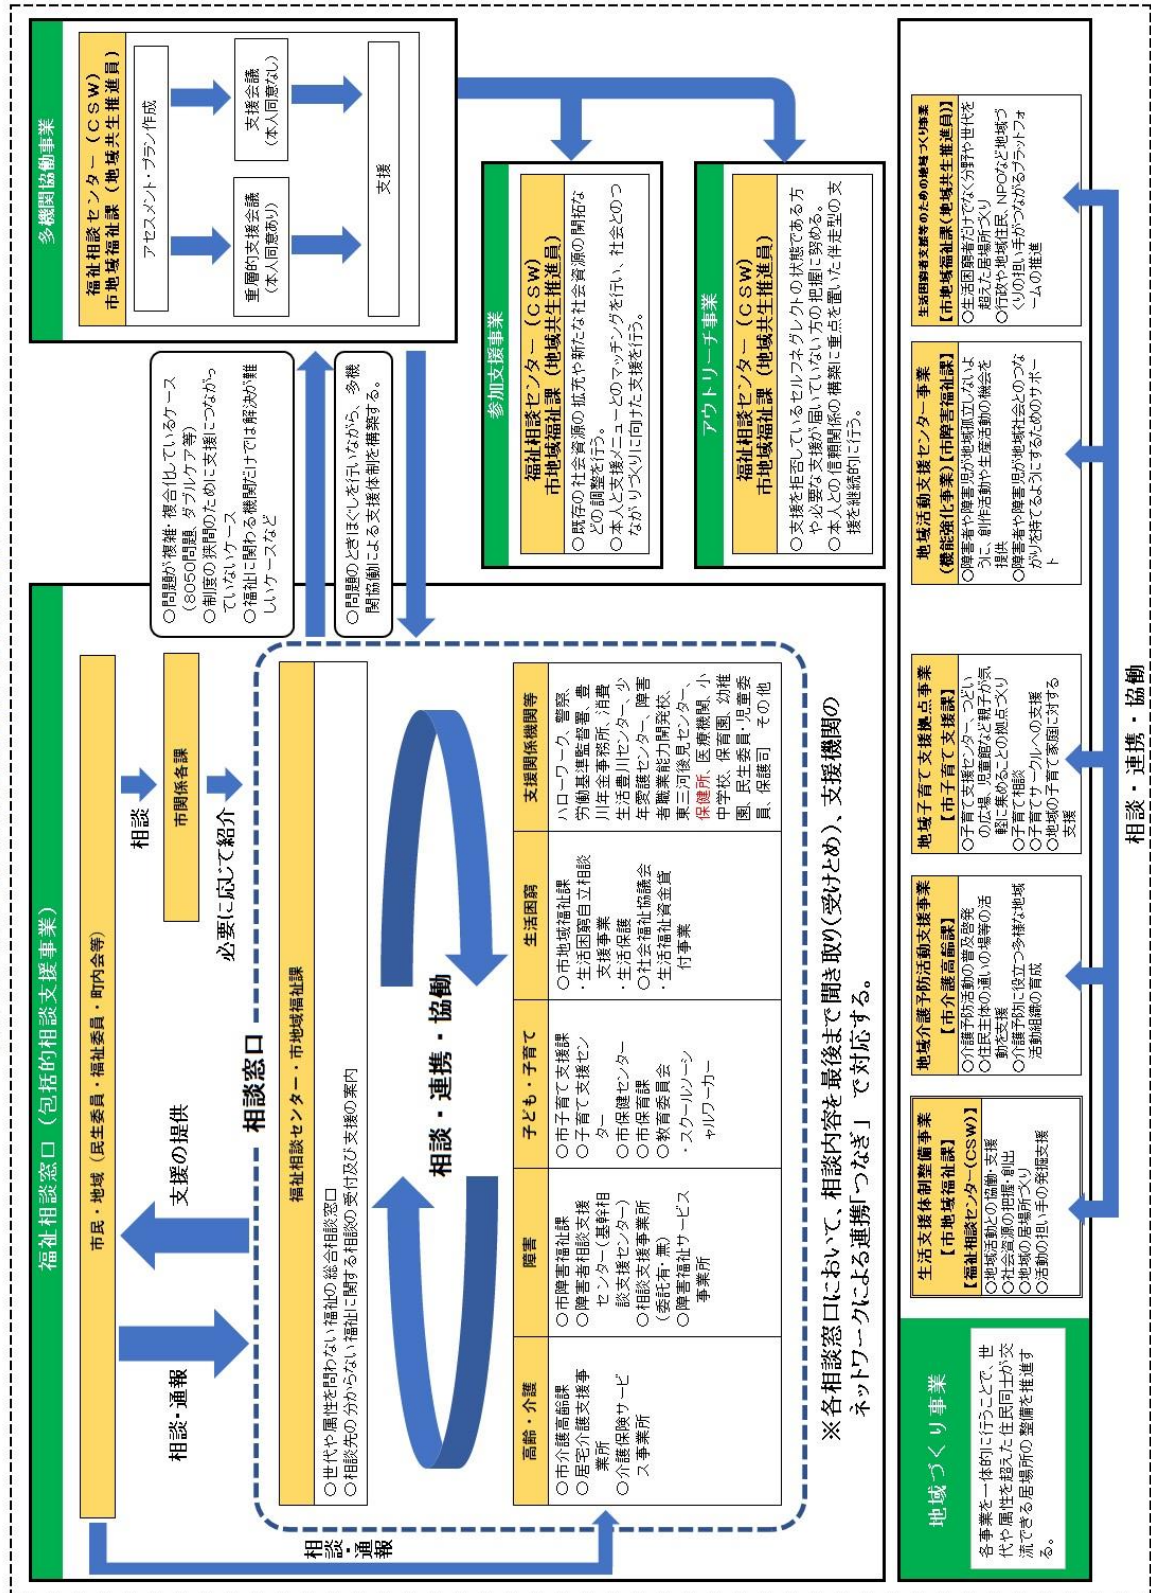 福祉相談窓口（包括的相談支援事業）
市民・地域（民生委員・福祉委員・町内会等）
相談
市関係各課
必要に応じて紹介
相談・通報
支援の提供
相談・通報
相談窓口
福祉相談センター・市地域福祉課
○世代や属性を問わない福祉の総合相談窓口
○相談先の分からない福祉に関する相談の受付及び支援の案内
相談・連携・協働
高齢・介護
○市介護高齢課
○居宅介護支援事
業所
○介護保険サービ
ス事業所
障害
○市障害福祉課
○障害者相談支援
センター（基幹相
談支援センター）
○相談支援事業所
（委託有・無）
○障害福祉サービス
事業所
子ども・子育て
○市子育て支援課
○子育て支援セン
ター
○市保健センター
○市保育課
○教育委員会
・スクールソーシ
ャルワーカー
生活困窮
○市地域福祉課
・生活困窮自立相談
支援事業
・生活保護
○社会福祉協議会
・生活福祉資金貸
付事業
支援関係機関等
ハローワーク、警察、
労働基準監督署、豊
川年金事務所、消費
生活豊川センター、少
年愛護センター、障害
者職業能力開発校、
東三河後見センター、
保健所、医療機関、小
中学校、保育園、幼稚
園、民生委員・児童委
員、保護司　その他
※各相談窓口において、相談内容を最後まで聞き取り（受けとめ）、支援機関の
ネットワークによる連携「つなぎ」で対応する。
○問題が複雑・複合化しているケース
（8050問題、ダブルケア等）
○制度の狭間のために支援につながっ
ていないケース
○福祉に関わる機関だけでは解決が難
しいケースなど
○問題のときほぐしを行いながら、多機
関協働による支援体制を構築する。
多機関協働事業
福祉相談センター（CSW）
市地域福祉課（地域共生推進員）
アセスメント・プラン作成
重層的支援会議
（本人同意あり）
支援会議
（本人同意なし）
支援
参加支援事業
福祉相談センター（CSW）
市地域福祉課（地域共生推進員）
○既存の社会資源の拡充や新たな社会資源の開拓な
どの調整を行う。
○本人と支援メニューとのマッチングを行い、社会とのつ
ながりづくりに向けた支援を行う。
アウトリーチ事業
福祉相談センター（CSW）
市地域福祉課（地域共生推進員）
○支援を拒否しているセルフネグレクトの状態である方
や必要な支援が届いていない方の把握に努める。
○本人との信頼関係の構築に重点を置いた伴走型の支
援を継続的に行う。
地域づくり事業
各事業を一体的に行うことで、世
代や属性を超えた住民同士が交
流できる居場所の整備を推進す
る。
生活支援体制整備事業
【市地域福祉課】
【福祉相談センター（CSW）】
○地域活動との協働・支援
○社会資源の把握・創出
○地域の居場所づくり
○活動の担い手の発掘支援
地域介護予防活動支援事業
【市介護高齢課】
○介護予防活動の普及啓発
○住民主体の通いの場等の活
動を支援
○介護予防に役立つ多様な地域
活動組織の育成
地域子育て支援拠点事業
【市子育て支援課】
○子育て支援センター、つどい
の広場、児童館など親子が気
軽に集めることの拠点づくり
○子育て相談
○子育てサークルへの支援
○地域の子育て家庭に対する
支援
地域活動支援センター事業
（機能強化事業）【市障害福祉課】
○障害者や障害児が地域孤立しないよ
うに、創作活動や生産活動の機会を
提供
○障害者や障害児が地域社会とのつな
がりを持てるようにするためのサポー
ト
生活困窮者支援等のための地域づくり事業
【市地域福祉課（地域共生推進員）】
○生活困窮者だけでなく分野や世代を
超えた居場所づくり
○行政や地域住民、NPOなど地域づ
くりの担い手がつながるプラットフォ
ームの推進
相談・連携・協働